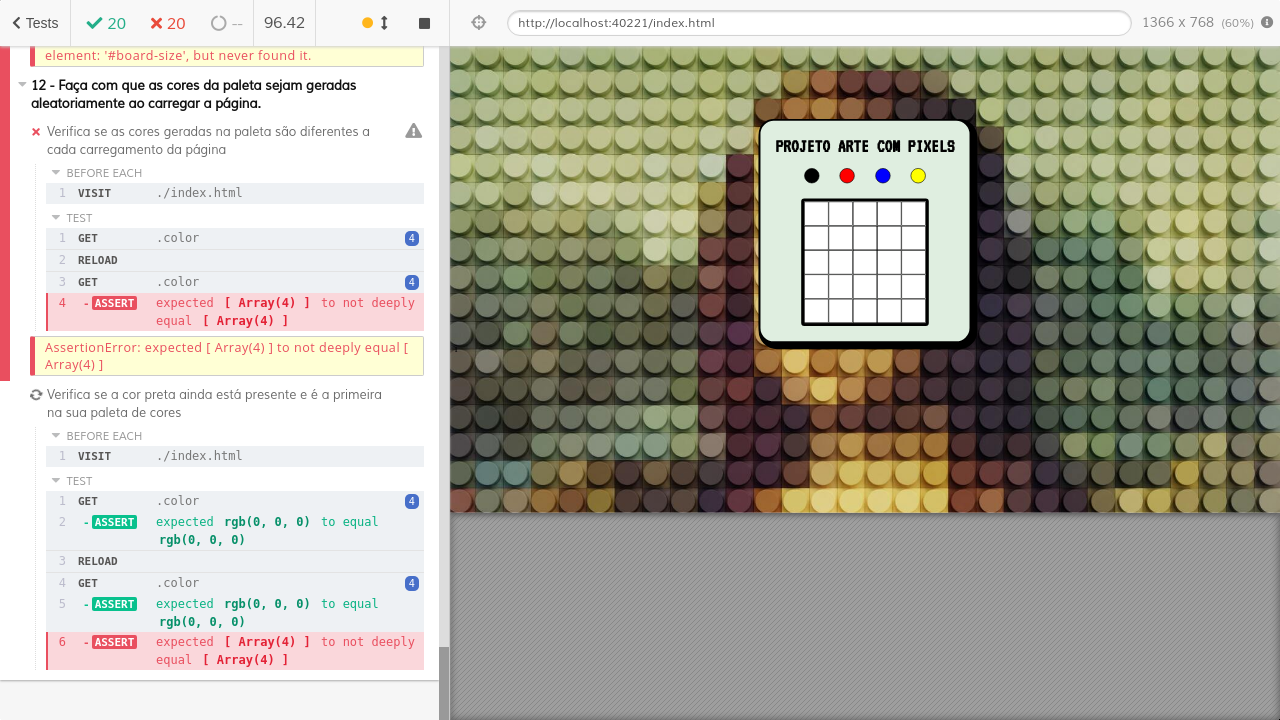 Tests
20
20
--
96.42
http://localhost:40221/index.html
1366 x 768 (60%)
element: '#board-size', but never found it.
12 - Faça com que as cores da paleta sejam geradas
aleatoriamente ao carregar a página.
Verifica se as cores geradas na paleta são diferentes a
cada carregamento da página
BEFORE EACH
1 VISIT ./index.html
TEST
1 GET .color 4
2 RELOAD
3 GET .color 4
4 -ASSERT expected [ Array(4) ] to not deeply
equal [ Array(4) ]
AssertionError: expected [ Array(4) ] to not deeply equal [
Array(4) ]
Verifica se a cor preta ainda está presente e é a primeira
na sua paleta de cores
BEFORE EACH
1 VISIT ./index.html
TEST
1 GET .color 4
2 -ASSERT expected rgb(0, 0, 0) to equal
rgb(0, 0, 0)
3 RELOAD
4 GET .color 4
5 -ASSERT expected rgb(0, 0, 0) to equal
rgb(0, 0, 0)
6 -ASSERT expected [ Array(4) ] to not deeply
equal [ Array(4) ]
PROJETO ARTE COM PIXELS